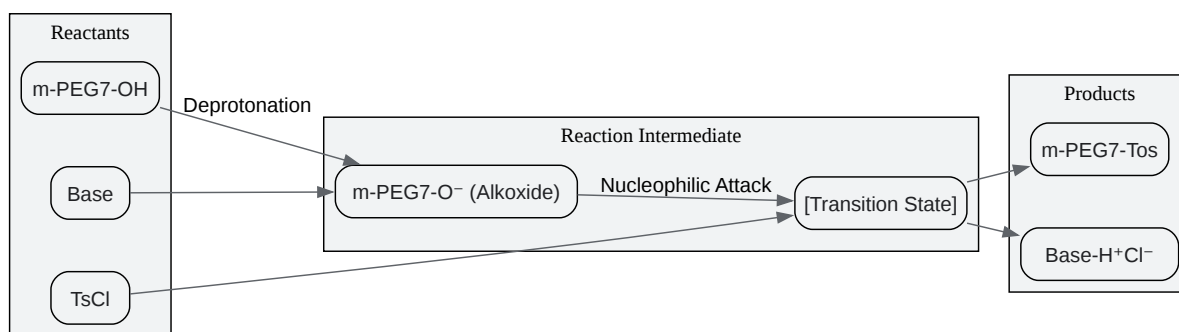 Reactants
m-PEG7-OH
Base
TsCl
Deprotonation
Reaction Intermediate
m-PEG7-O⁻ (Alkoxide)
Nucleophilic Attack
[Transition State]
Products
m-PEG7-Tos
Base-H⁺Cl⁻